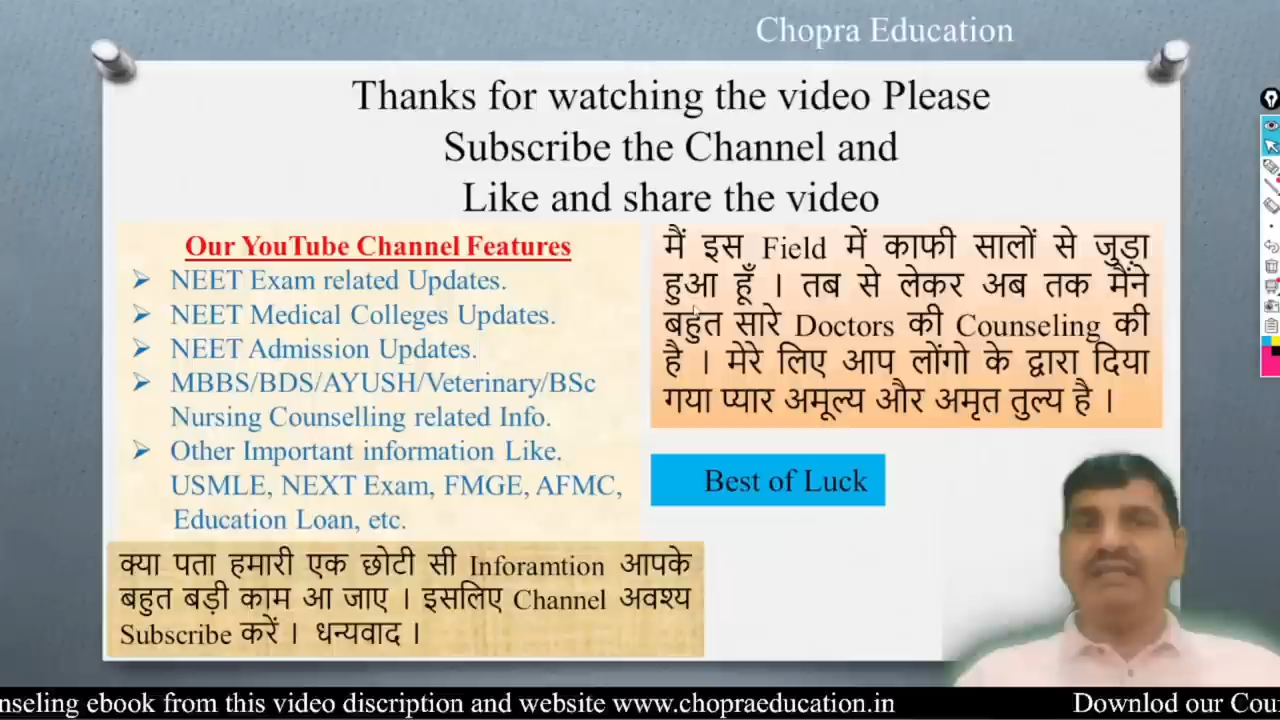 Chopra Education
Thanks for watching the video Please
Subscribe the Channel and
Like and share the video
Our YouTube Channel Features
NEET Exam related Updates.
NEET Medical Colleges Updates.
NEET Admission Updates.
MBBS/BDS/AYUSH/Veterinary/BSc
Nursing Counselling related Info.
Other Important information Like.
USMLE, NEXT Exam, FMGE, AFMC,
Education Loan, etc.
मैं इस Field में काफी सालों से जुड़ा
हुआ हूँ । तब से लेकर अब तक मैंने
बहुत सारे Doctors की Counseling की
है । मेरे लिए आप लोंगो के द्वारा दिया
गया प्यार अमूल्य और अमृत तुल्य है ।
Best of Luck
क्या पता हमारी एक छोटी सी Inforamtion आपके
बहुत बड़ी काम आ जाए । इसलिए Channel अवश्य
Subscribe करें । धन्यवाद ।
nseling ebook from this video discription and website www.chopraeducation.in Downlod our Cou